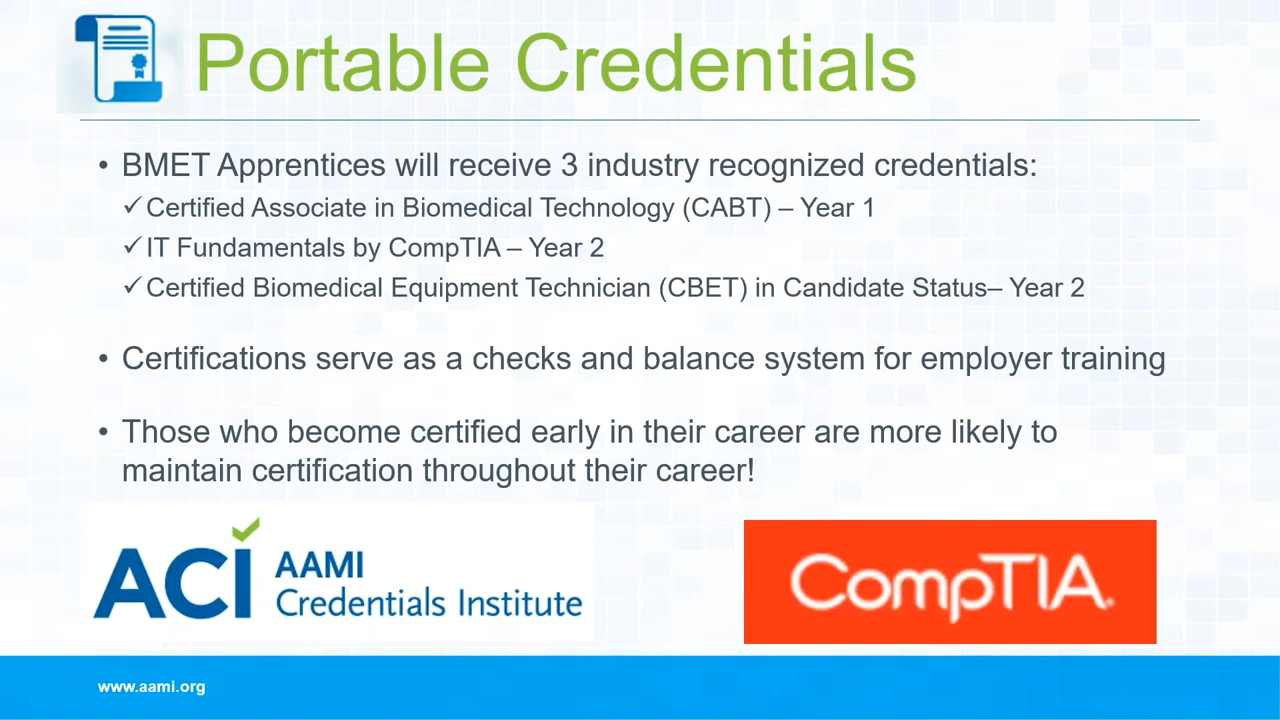 Portable Credentials
• BMET Apprentices will receive 3 industry recognized credentials:
✓ Certified Associate in Biomedical Technology (CABT) – Year 1
✓ IT Fundamentals by CompTIA – Year 2
✓ Certified Biomedical Equipment Technician (CBET) in Candidate Status– Year 2
• Certifications serve as a checks and balance system for employer training
• Those who become certified early in their career are more likely to
maintain certification throughout their career!
ACI AAMI
Credentials Institute
CompTIA.
www.aami.org